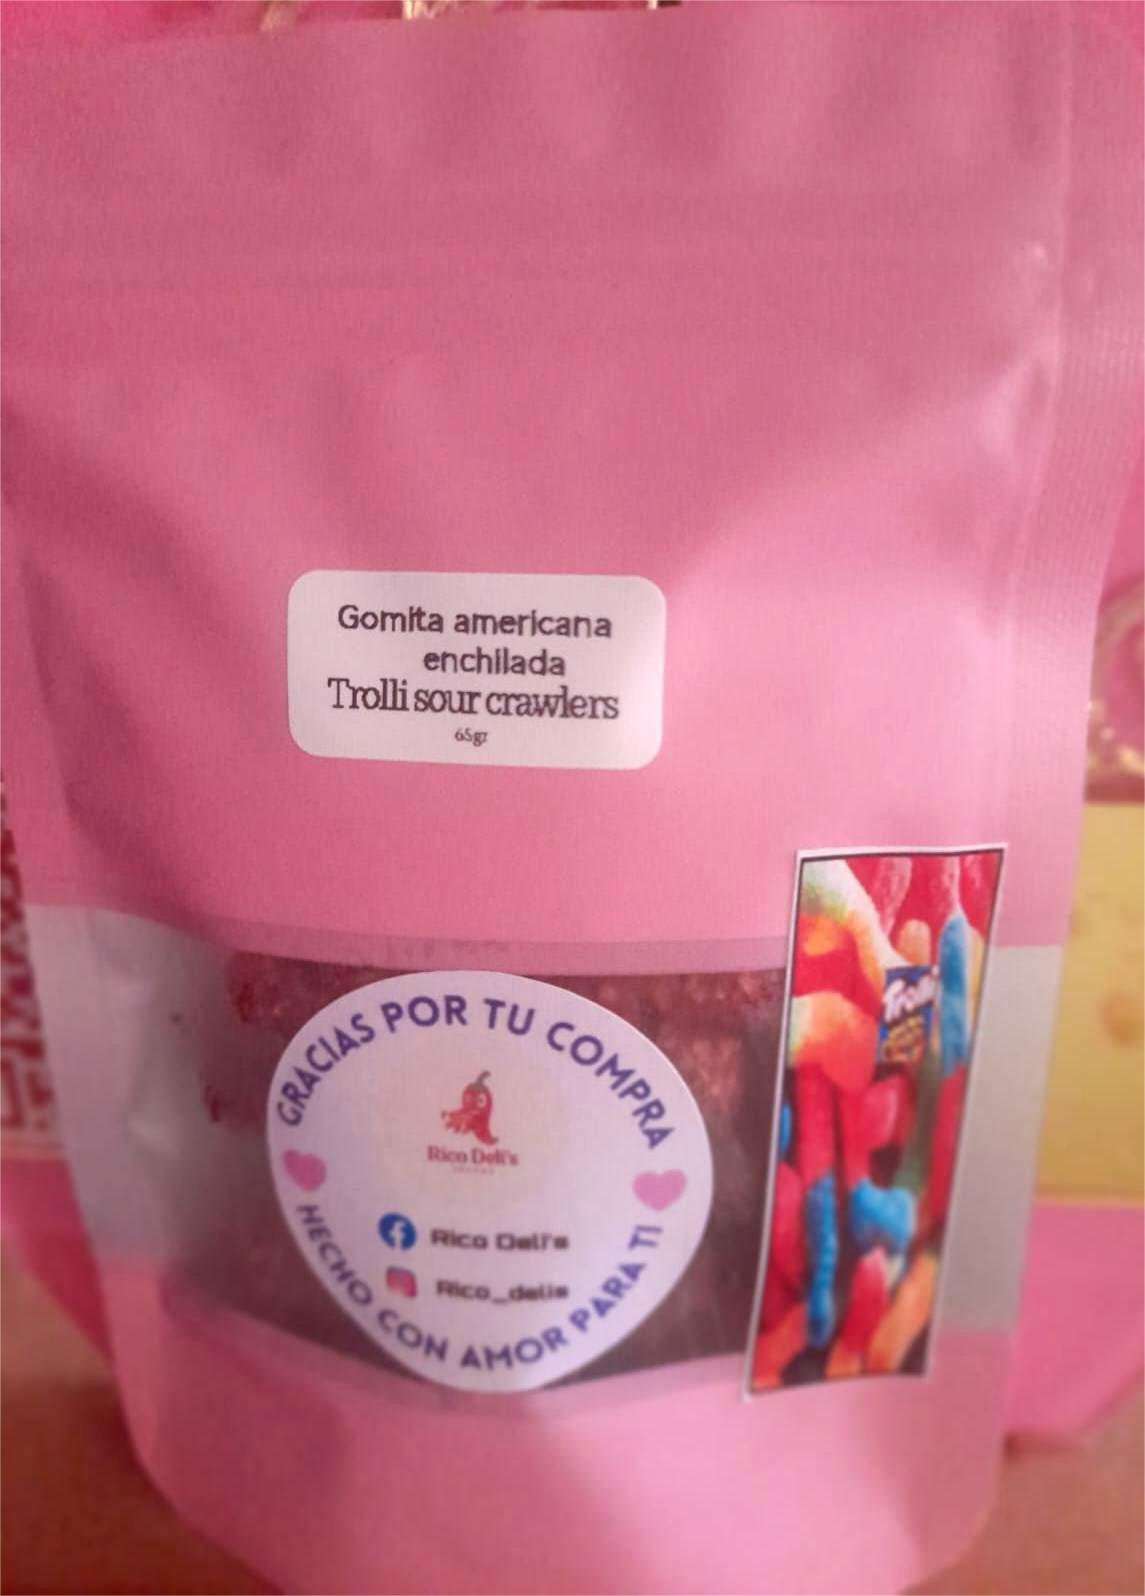 Gomita americana
enchilada
Trolli sour crawlers
65gr
Trolli
GRACIAS POR TU COMPRA
Rico Deli's
Rico Deli's
Rico_delis
HECHO CON AMOR PARA TI